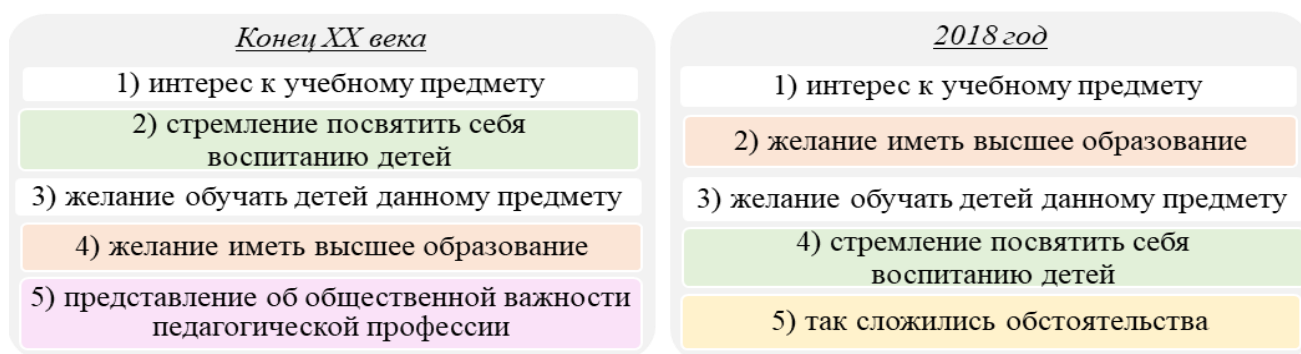 Конец XX века
1) интерес к учебному предмету
2) стремление посвятить себя
воспитанию детей
3) желание обучать детей данному предмету
4) желание иметь высшее образование
5) представление об общественной важности
педагогической профессии
2018 год
1) интерес к учебному предмету
2) желание иметь высшее образование
3) желание обучать детей данному предмету
4) стремление посвятить себя
воспитанию детей
5) так сложились обстоятельства